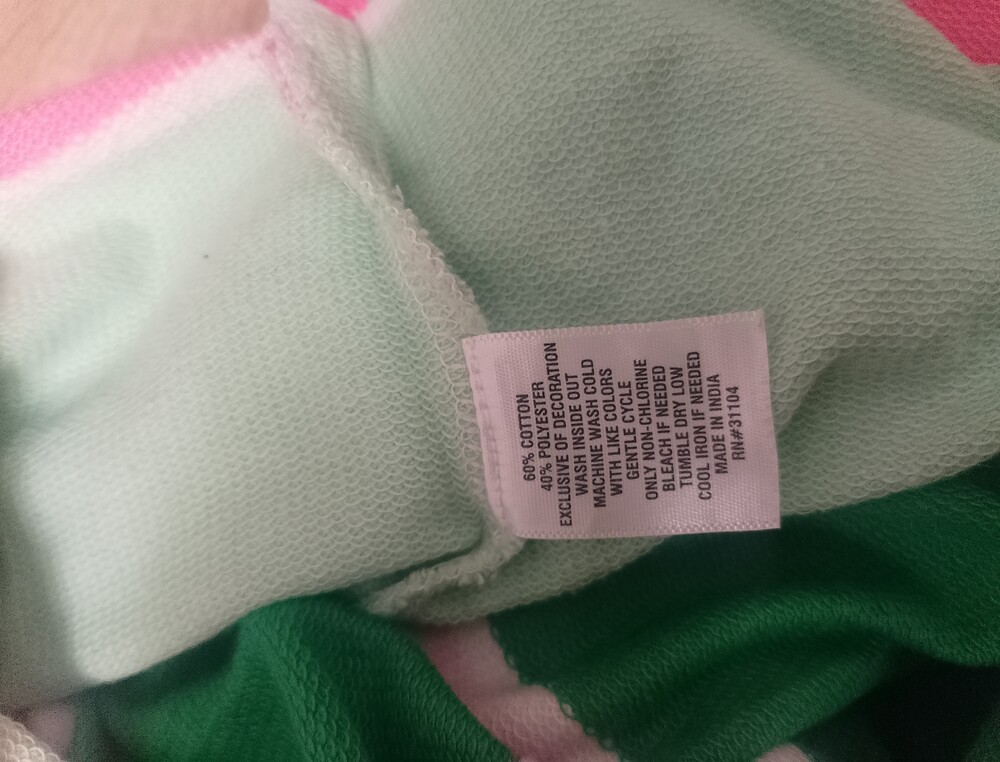 60% COTTON
40% POLYESTER
EXCLUSIVE OF DECORATION
WASH INSIDE OUT
MACHINE WASH COLD
WITH LIKE COLORS
GENTLE CYCLE
ONLY NON-CHLORINE
BLEACH IF NEEDED
TUMBLE DRY LOW
COOL IRON IF NEEDED
MADE IN INDIA
RN#31104